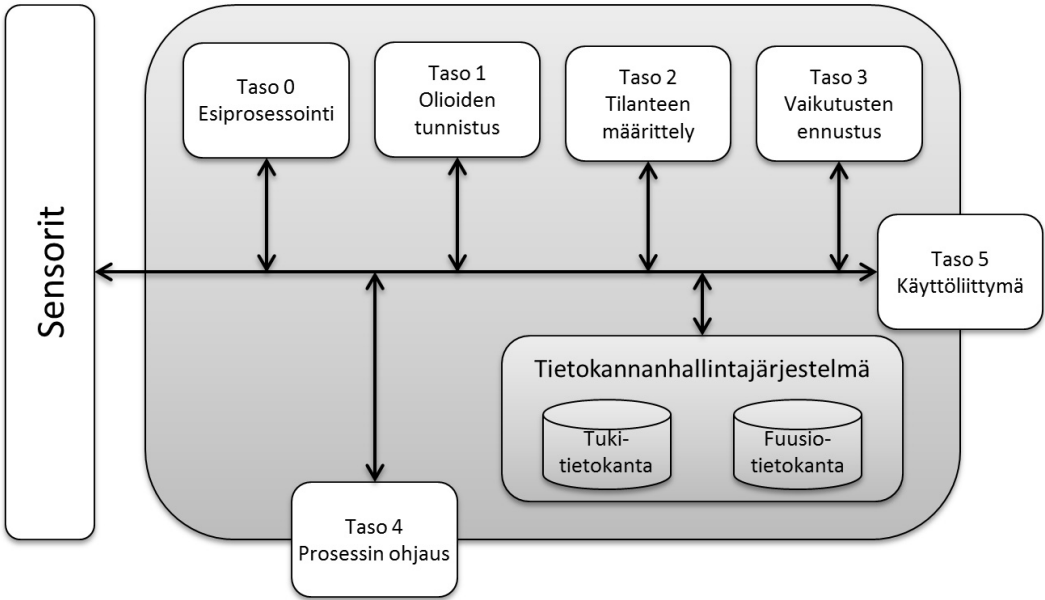 Sensorit
Taso 0
Esiprosessointi
Taso 1
Olioiden
tunnistus
Taso 2
Tilanteen
määrittely
Taso 3
Vaikutusten
ennustus
Taso 5
Käyttöliittymä
Tietokannanhallintajärjestelmä
Tuki-
tietokanta
Fuusio-
tietokanta
Taso 4
Prosessin ohjaus